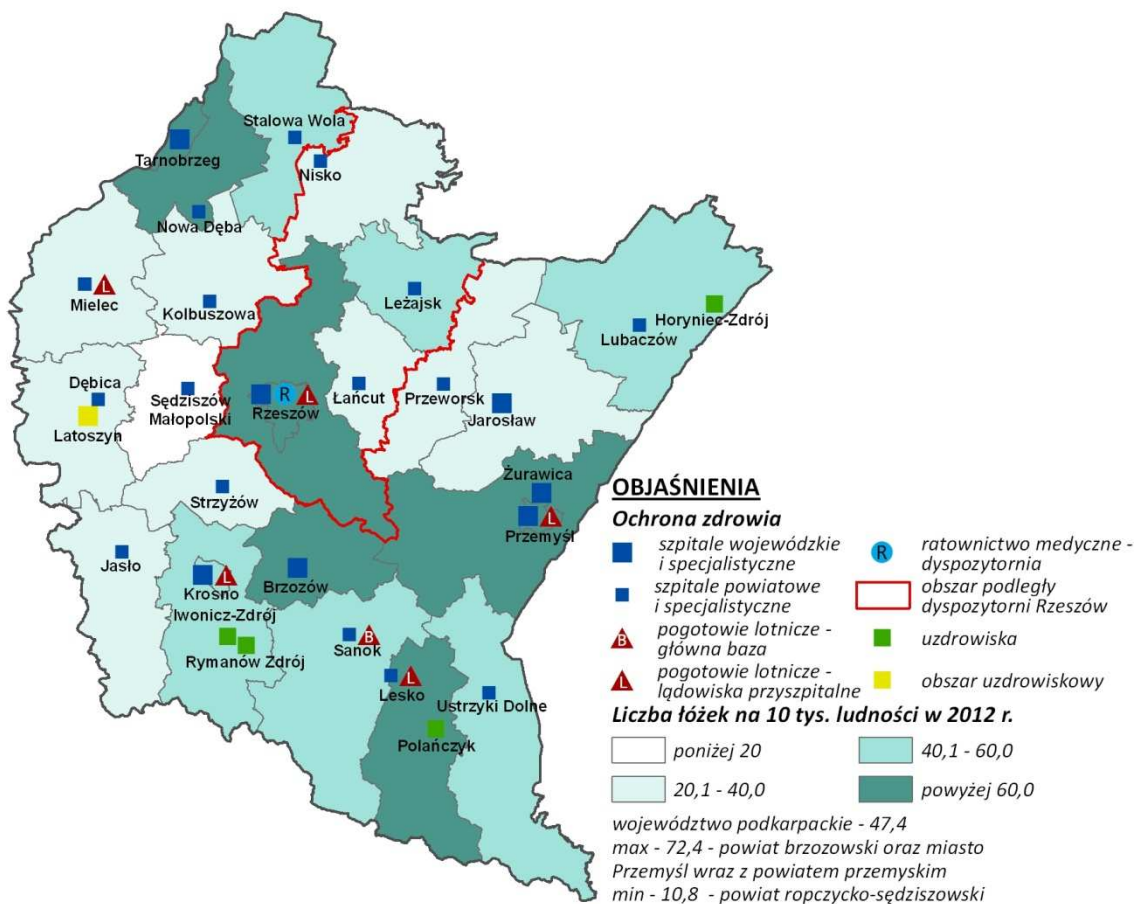 Stalowa Wola
Tarnobrzeg
Nisko
Nowa Dęba
L
Mielec
Kolbuszowa
Leżajsk
Horyniec-Zdrój
Lubaczów
Dębica
Latoszyn
Sędziszów
Małopolski
R
L
Rzeszów
Łańcut
Przeworsk
Jarosław
Strzyżów
Żurawica
L
Przemyśl
Jasło
L
Krosno
Brzozów
Iwonicz-Zdrój
Rymanów Zdrój
B
Sanok
L
Lesko
Ustrzyki Dolne
Polańczyk
OBJAŚNIENIA
Ochrona zdrowia
szpitale wojewódzkie
i specjalistyczne
szpitale powiatowe
i specjalistyczne
B pogotowie lotnicze -
główna baza
L pogotowie lotnicze -
lądowiska przyszpitalne
R ratownictwo medyczne -
dyspozytornia
obszar podległy
dyspozytorni Rzeszów
uzdrowiska
obszar uzdrowiskowy
Liczba łóżek na 10 tys. ludności w 2012 r.
poniżej 20
20,1 - 40,0
40,1 - 60,0
powyżej 60,0
województwo podkarpackie - 47,4
max - 72,4 - powiat brzozowski oraz miasto
Przemyśl wraz z powiatem przemyskim
min - 10,8 - powiat ropczycko-sędziszowski